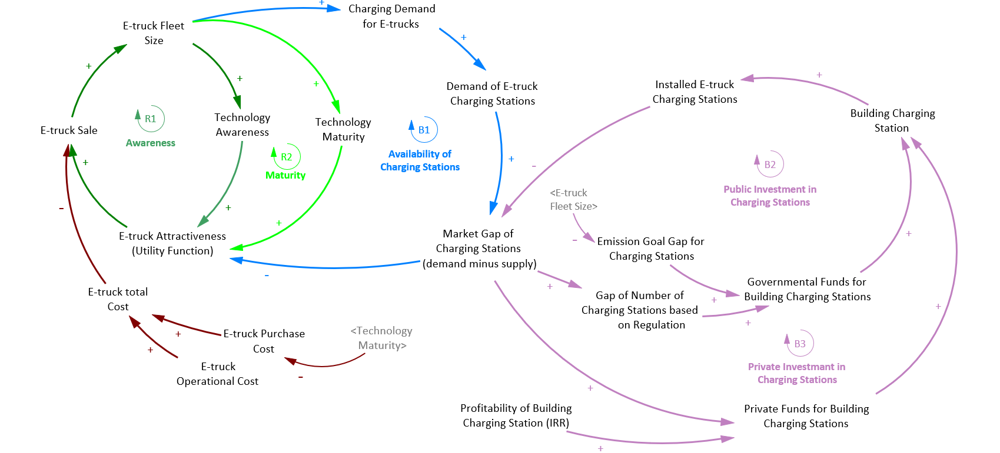 +
Charging Demand
for E-trucks
E-truck Fleet
Size
+
+
+
+
+
Installed E-truck
Charging Stations
Demand of E-truck
Charging Stations
Building Charging
Station
Technology
Awareness
Technology
Maturity
E-truck Sale
R1
Awareness
B1
Availability of
Charging Stations
R2
Maturity
B2
Public Investment in
Charging Stations
+
+
-
<E-truck
Fleet Size>
-
+
+
-
E-truck Attractiveness
(Utility Function)
Market Gap of
Charging Stations
(demand minus supply)
-
Emission Goal Gap for
Charging Stations
+
-
+
+
Governmental Funds for
Building Charging Stations
E-truck total
Cost
Gap of Number of
Charging Stations based
on Regulation
+
+
+
E-truck Purchase
Cost
<Technology
Maturity>
+
+
-
E-truck
Operational Cost
B3
Private Investmant in
Charging Stations
+
Profitability of Building
Charging Station (IRR)
Private Funds for Building
Charging Stations
+